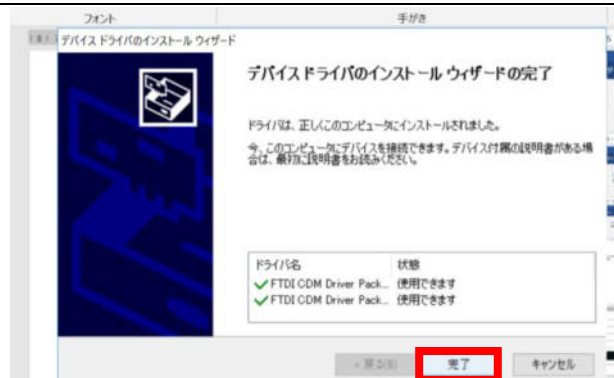 フォント 手がき
デバイス ドライバのインストール ウィザード
デバイス ドライバのインストール ウィザードの完了
ドライバは、正しくこのコンピュータにインストールされました。
今、このコンピュータにデバイスを接続できます。デバイス付属の説明書がある場
合は、最初に説明書をお読みください。
ドライバ名 状態
FTDI CDM Driver Pack... 使用できます
FTDI CDM Driver Pack... 使用できます
< 戻る(B) 完了 キャンセル